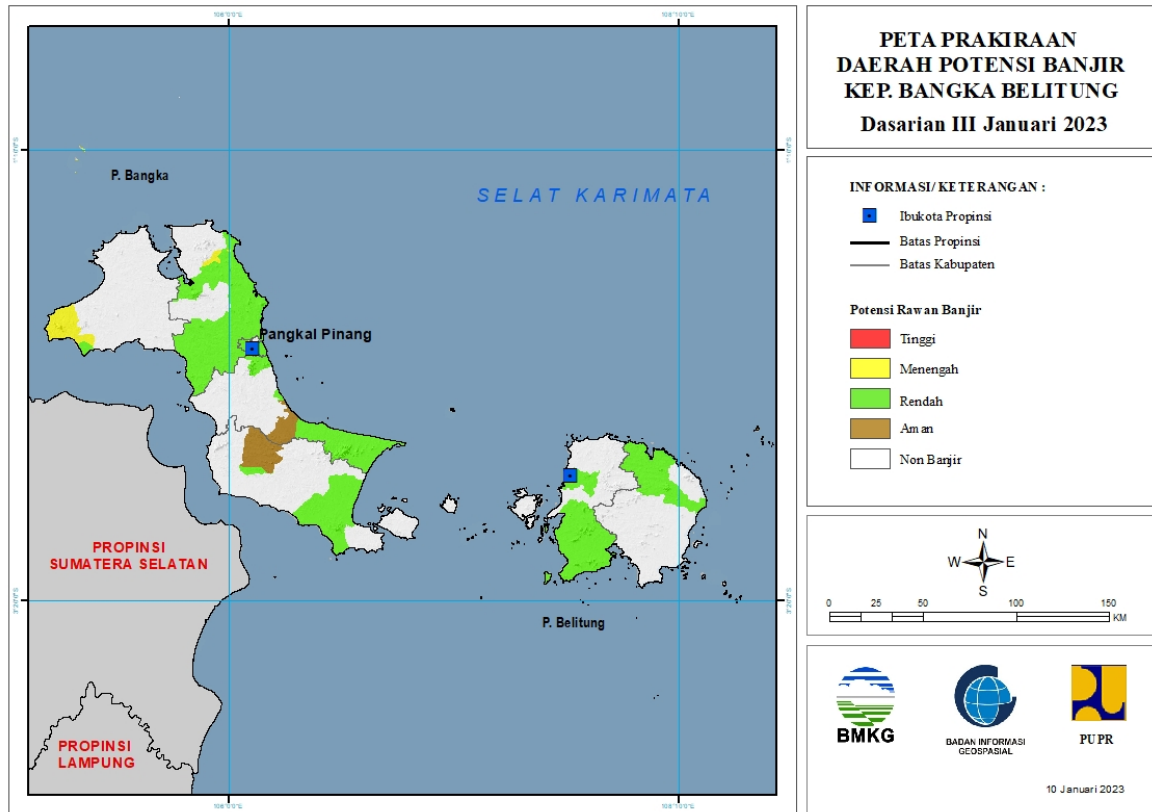 PETA PRAKIRAAN
DAERAH POTENSI BANJIR
KEP. BANGKA BELITUNG
Dasarian III Januari 2023
P. Bangka
SELAT KARIMATA
Pangkal Pinang
PROPINSI
SUMATERA SELATAN
P. Belitung
PROPINSI
LAMPUNG
INFORMASI/KETERANGAN :
Ibukota Propinsi
Batas Propinsi
Batas Kabupaten
Potensi Rawan Banjir
Tinggi
Menengah
Rendah
Aman
Non Banjir
N
W E
S
0 25 50 100 150
KM
BMKG
BADAN INFORMASI
GEOSPASIAL
PUPR
10 Januari 2023